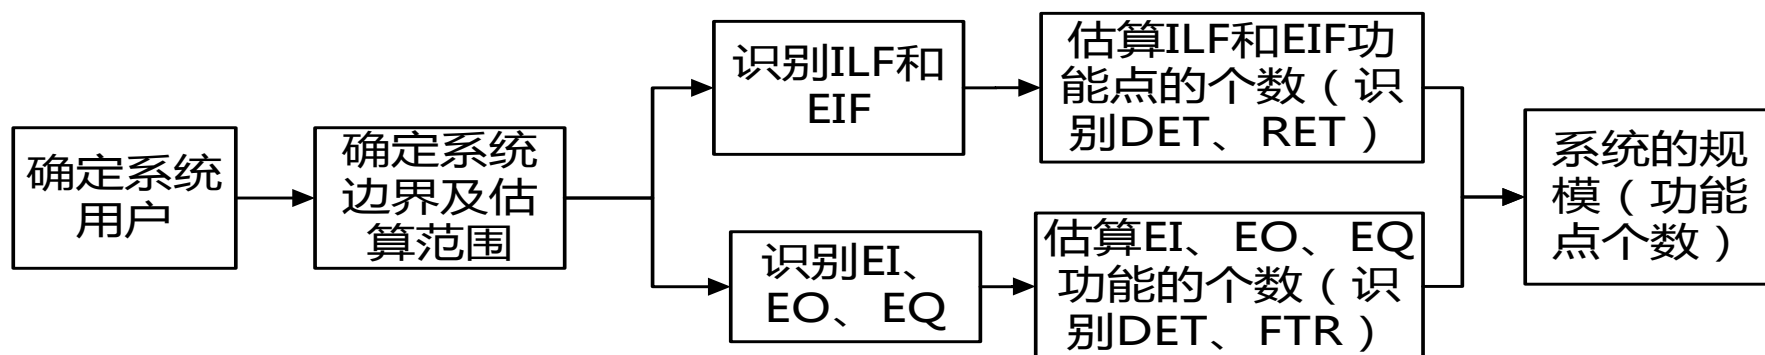 确定系统
用户
确定系统
边界及估
算范围
识别ILF和
EIF
估算ILF和EIF功
能点的个数（识
别DET、RET）
识别EI、
EO、EQ
估算EI、EO、EQ
功能的个数（识
别DET、FTR）
系统的规
模（功能
点个数）